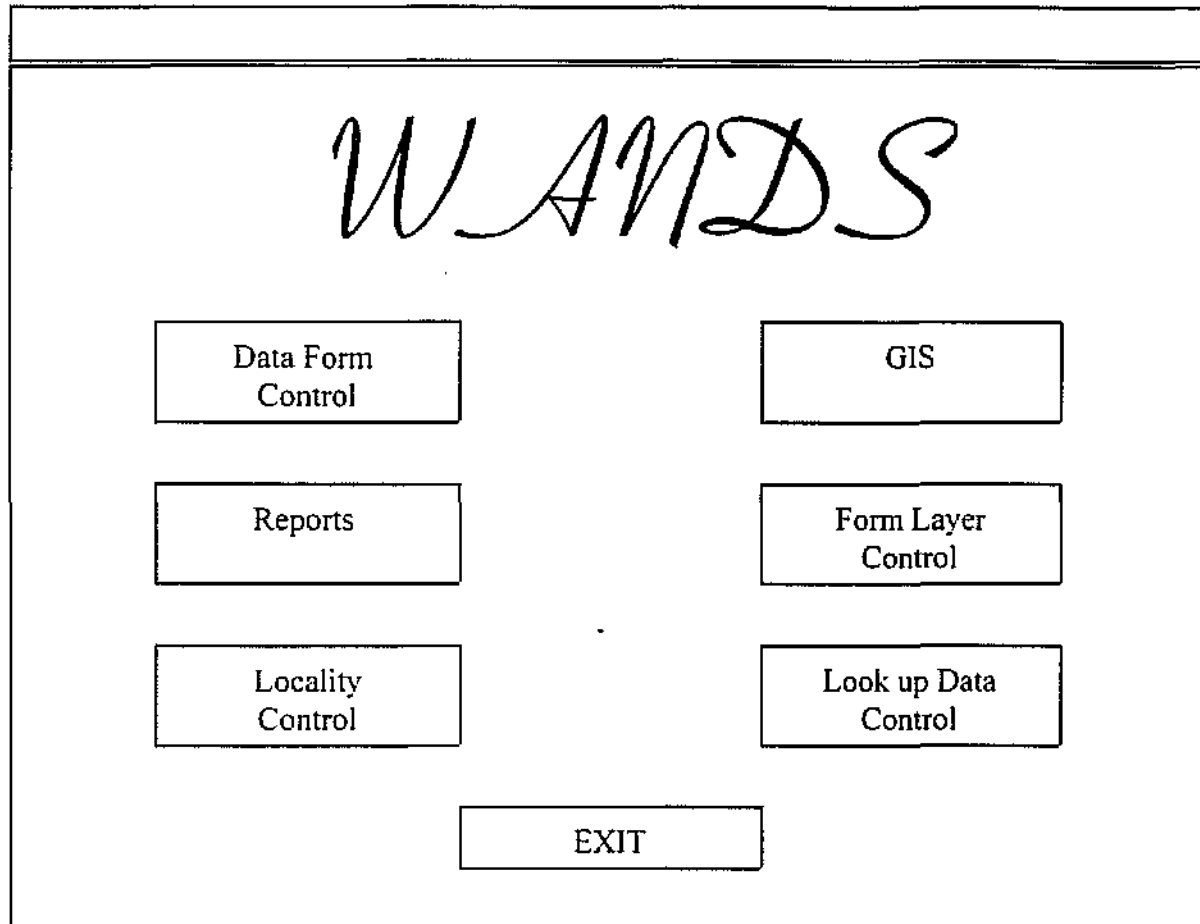 WANDS
Data Form
Control
GIS
Reports
Form Layer
Control
Locality
Control
Look up Data
Control
EXIT